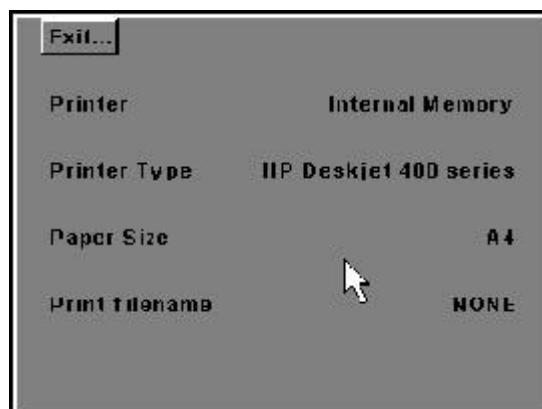 Exit...
Printer Internal Memory
Printer Type HP Deskjet 400 series
Paper Size A4
Print filename NONE